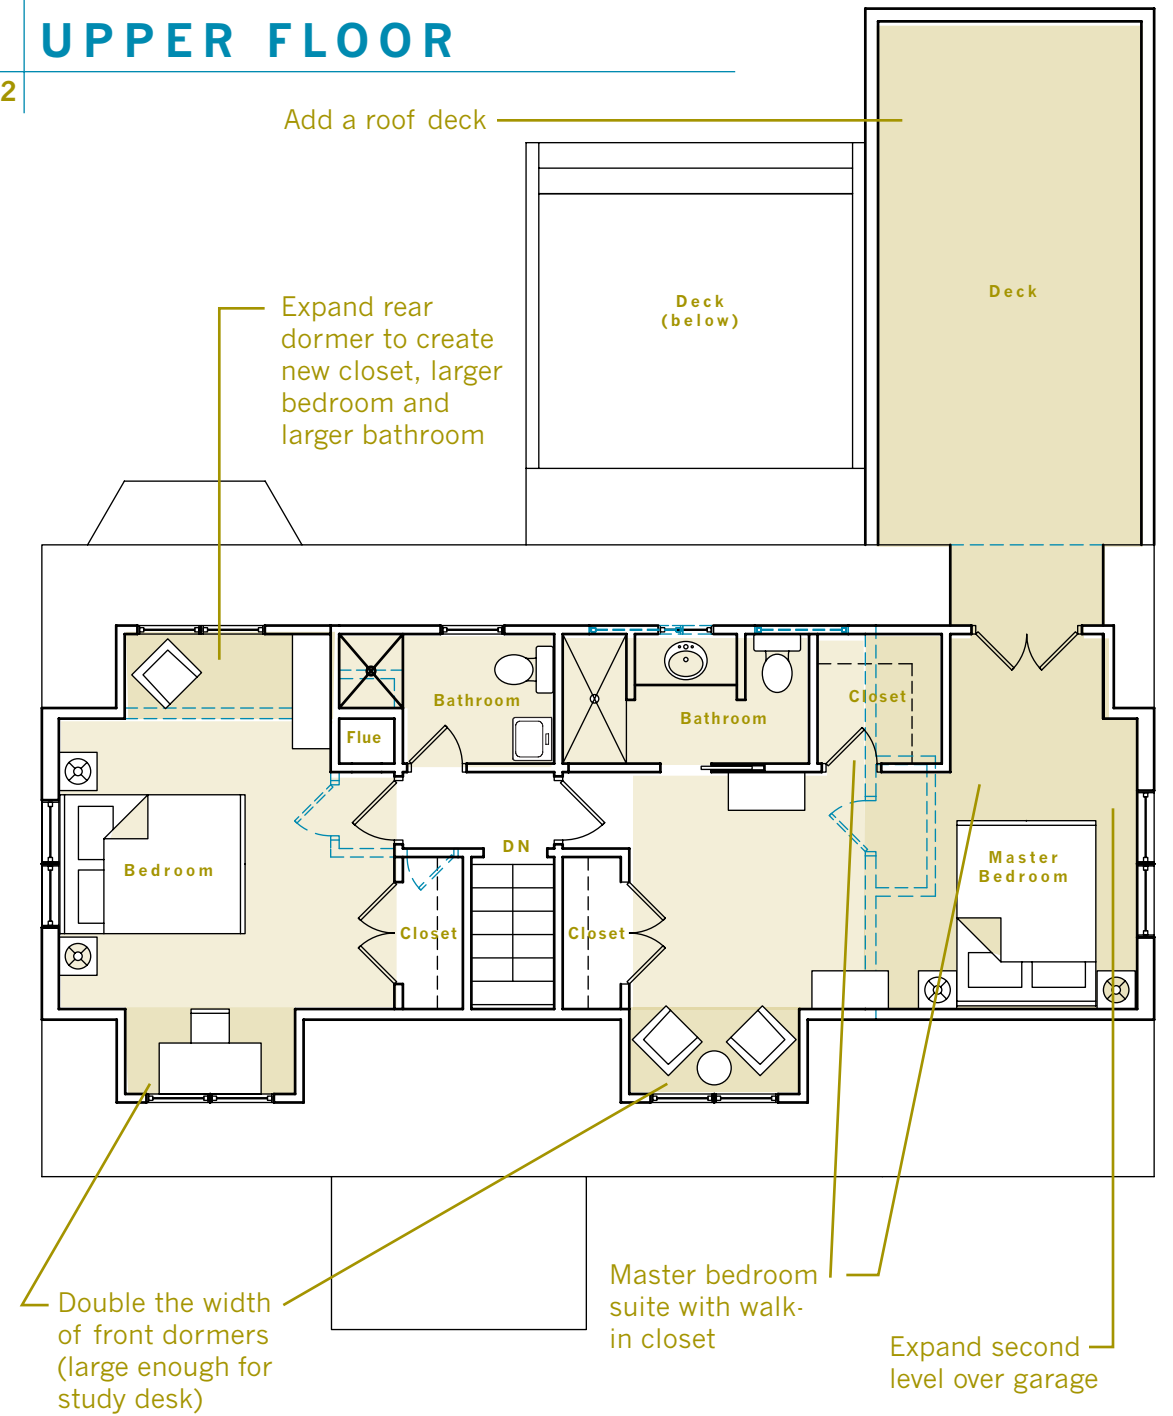 UPPER FLOOR
2
Add a roof deck
Deck
Deck
(below)
Expand rear
dormer to create
new closet, larger
bedroom and
larger bathroom
Bathroom
Bathroom
Closet
Flue
DN
Bedroom
Master
Bedroom
Closet
Closet
Double the width
of front dormers
(large enough for
study desk)
Master bedroom
suite with walk-
in closet
Expand second
level over garage